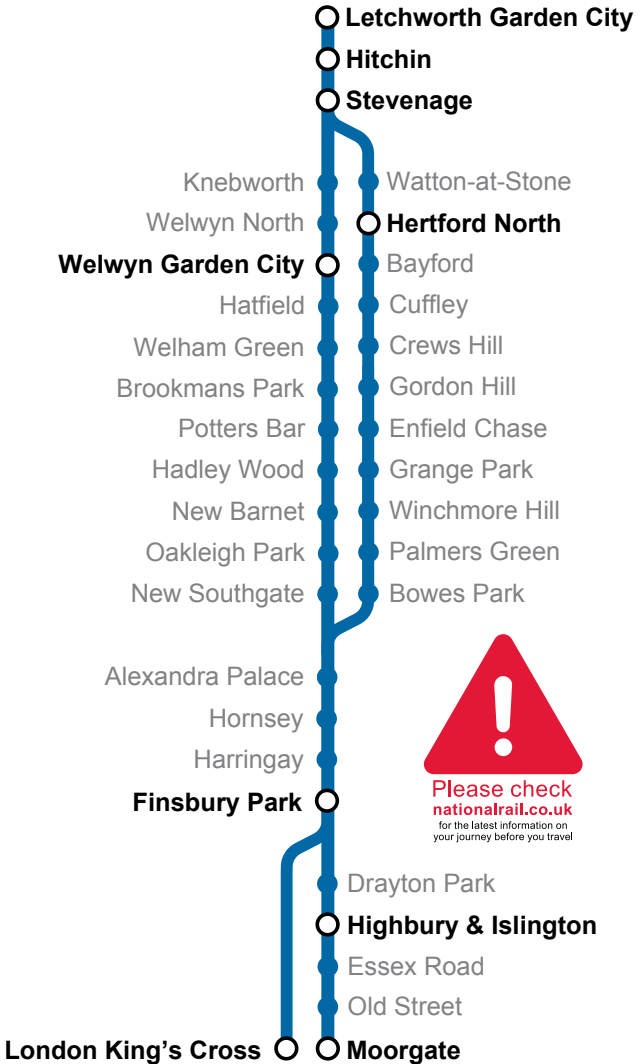 Letchworth Garden City
Hitchin
Stevenage
Knebworth
Watton-at-Stone
Welwyn North
Hertford North
Welwyn Garden City
Bayford
Hatfield
Cuffley
Welham Green
Crews Hill
Brookmans Park
Gordon Hill
Potters Bar
Enfield Chase
Hadley Wood
Grange Park
New Barnet
Winchmore Hill
Oakleigh Park
Palmers Green
New Southgate
Bowes Park
Alexandra Palace
Hornsey
Harringay
Finsbury Park
!
Please check
nationalrail.co.uk
for the latest information on
your journey before you travel
Drayton Park
Highbury & Islington
Essex Road
Old Street
London King's Cross
Moorgate